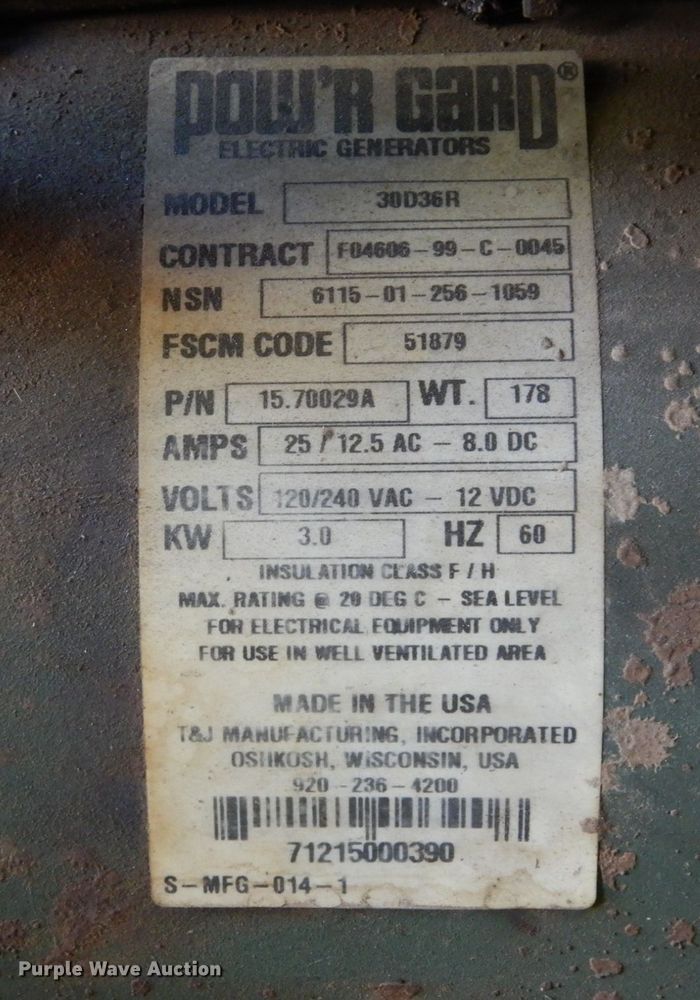 POW'R GARD®
ELECTRIC GENERATORS
MODEL 30D36R
CONTRACT F04606-99-C-0045
NSN 6115-01-256-1059
FSCM CODE 51879
P/N 15.70029A WT. 178
AMPS 25 / 12.5 AC - 8.0 DC
VOLTS 120/240 VAC - 12 VDC
KW 3.0 HZ 60
INSULATION CLASS F / H
MAX. RATING @ 20 DEG C - SEA LEVEL
FOR ELECTRICAL EQUIPMENT ONLY
FOR USE IN WELL VENTILATED AREA
MADE IN THE USA
T&J MANUFACTURING, INCORPORATED
OSHKOSH, WISCONSIN, USA
920-236-4200
71215000390
S-MFG-014-1
Purple Wave Auction